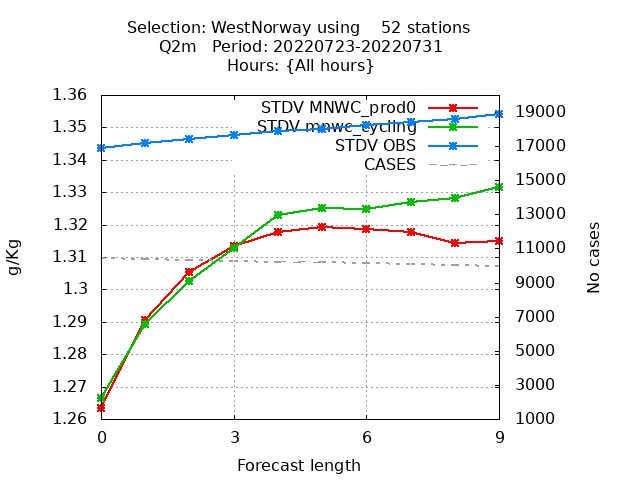 Selection: WestNorway using    52 stations
Q2m   Period: 20220723-20220731
Hours: {All hours}
STDV MNWC_prod0
STDV mnwc_cycling
STDV OBS
CASES
1.36
1.35
1.34
1.33
1.32
1.31
1.3
1.29
1.28
1.27
1.26
g/Kg
19000
17000
15000
13000
11000
9000
7000
5000
3000
1000
No cases
0 3 6 9
Forecast length